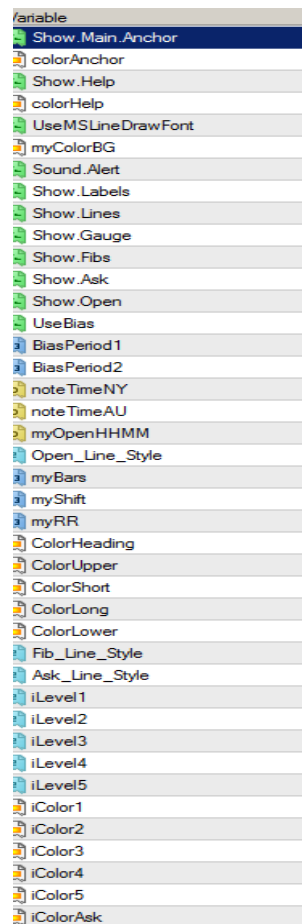 Variable
Show.Main.Anchor
colorAnchor
Show.Help
colorHelp
UseMSLineDrawFont
myColorBG
Sound.Alert
Show.Labels
Show.Lines
Show.Gauge
Show.Fibs
Show.Ask
Show.Open
UseBias
BiasPeriod1
BiasPeriod2
noteTimeNY
noteTimeAU
myOpenHHMM
Open_Line_Style
myBars
myShift
myRR
ColorHeading
ColorUpper
ColorShort
ColorLong
ColorLower
Fib_Line_Style
Ask_Line_Style
iLevel1
iLevel2
iLevel3
iLevel4
iLevel5
iColor1
iColor2
iColor3
iColor4
iColor5
iColorAsk